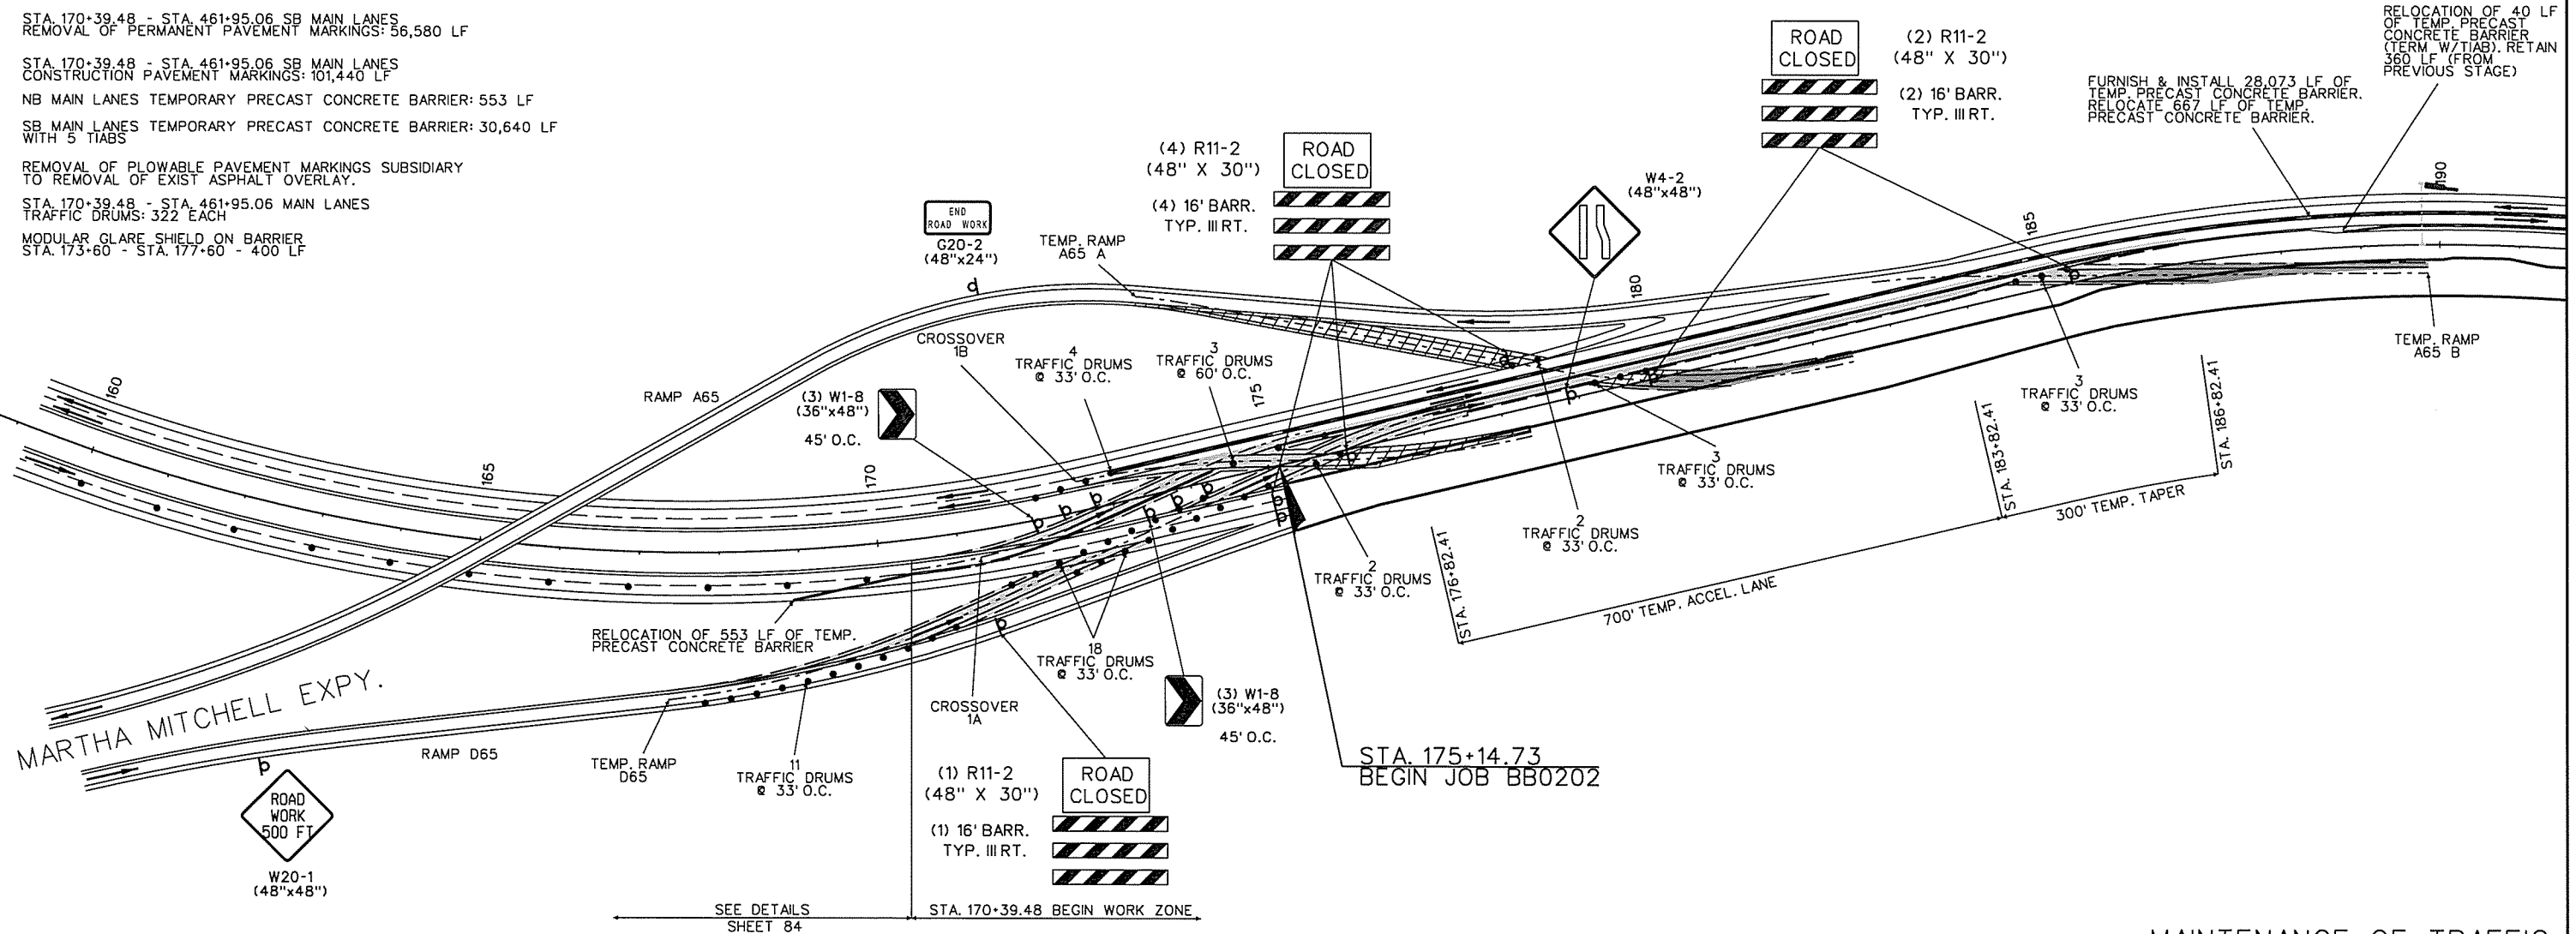 STA. 170+39.48 - STA. 461+95.06 SB MAIN LANES
REMOVAL OF PERMANENT PAVEMENT MARKINGS: 56,580 LF
STA. 170+39.48 - STA. 461+95.06 SB MAIN LANES
CONSTRUCTION PAVEMENT MARKINGS: 101,440 LF
NB MAIN LANES TEMPORARY PRECAST CONCRETE BARRIER: 553 LF
SB MAIN LANES TEMPORARY PRECAST CONCRETE BARRIER: 30,640 LF
WITH 5 TIABS
REMOVAL OF PLOWABLE PAVEMENT MARKINGS SUBSIDIARY
TO REMOVAL OF EXIST ASPHALT OVERLAY.
STA. 170+39.48 - STA. 461+95.06 MAIN LANES
TRAFFIC DRUMS: 322 EACH
MODULAR GLARE SHIELD ON BARRIER
STA. 173+60 - STA. 177+60 - 400 LF
END
ROAD WORK
G20-2
(48"x24")
TEMP. RAMP
A65 A
(4) R11-2
(48" X 30")
(4) 16' BARR.
TYP. III RT.
ROAD
CLOSED
W4-2
(48"x48")
ROAD
CLOSED
(2) R11-2
(48" X 30")
(2) 16' BARR.
TYP. III RT.
FURNISH & INSTALL 28,073 LF OF
TEMP. PRECAST CONCRETE BARRIER.
RELOCATE 667 LF OF TEMP.
PRECAST CONCRETE BARRIER.
RELOCATION OF 40 LF
OF TEMP. PRECAST
CONCRETE BARRIER
(TERM W/TIAB). RETAIN
360 LF (FROM
PREVIOUS STAGE)
160
165
170
175
180
185
190
RAMP A65
CROSSOVER
1B
(3) W1-8
(36"x48")
45' O.C.
4
TRAFFIC DRUMS
@ 33' O.C.
3
TRAFFIC DRUMS
@ 60' O.C.
TEMP. RAMP
A65 B
3
TRAFFIC DRUMS
@ 33' O.C.
3
TRAFFIC DRUMS
@ 33' O.C.
2
TRAFFIC DRUMS
@ 33' O.C.
2
TRAFFIC DRUMS
@ 33' O.C.
STA. 176+82.41
700' TEMP. ACCEL. LANE
STA. 183+82.41
300' TEMP. TAPER
STA. 186+82.41
RELOCATION OF 553 LF OF TEMP.
PRECAST CONCRETE BARRIER
MARTHA MITCHELL EXPY.
RAMP D65
TEMP. RAMP
D65
11
TRAFFIC DRUMS
@ 33' O.C.
CROSSOVER
1A
18
TRAFFIC DRUMS
@ 33' O.C.
(3) W1-8
(36"x48")
45' O.C.
STA. 175+14.73
BEGIN JOB BB0202
ROAD
WORK
500 FT
W20-1
(48"x48")
(1) R11-2
(48" X 30")
(1) 16' BARR.
TYP. III RT.
ROAD
CLOSED
SEE DETAILS
SHEET 84
STA. 170+39.48 BEGIN WORK ZONE
MAINTENANCE OF TRAFFIC